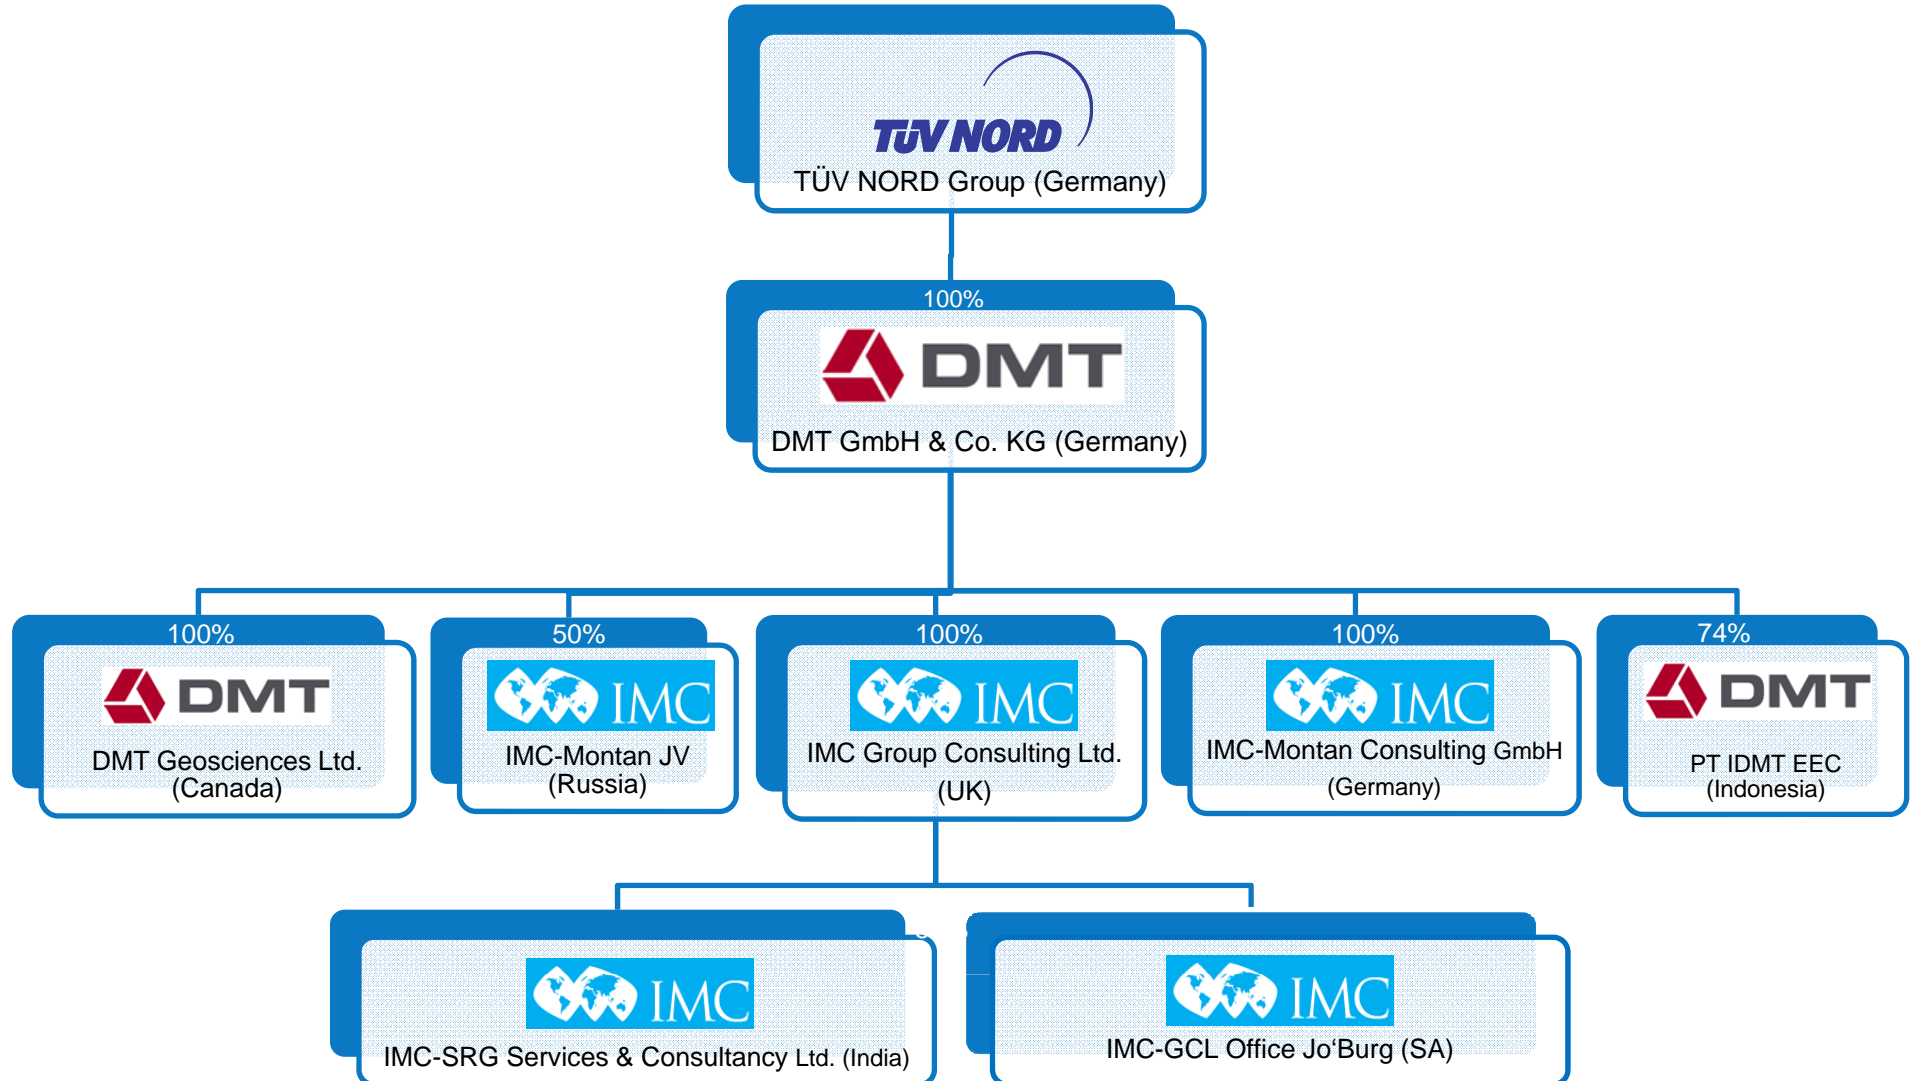 TÜV NORD
TÜV NORD Group (Germany)
100%
DMT
DMT GmbH & Co. KG (Germany)
100%
DMT
DMT Geosciences Ltd.
(Canada)
50%
IMC
IMC-Montan JV
(Russia)
100%
IMC
IMC Group Consulting Ltd.
(UK)
100%
IMC
IMC-Montan Consulting GmbH
(Germany)
74%
DMT
PT IDMT EEC
(Indonesia)
IMC
IMC-SRG Services & Consultancy Ltd. (India)
IMC
IMC-GCL Office Jo‘Burg (SA)